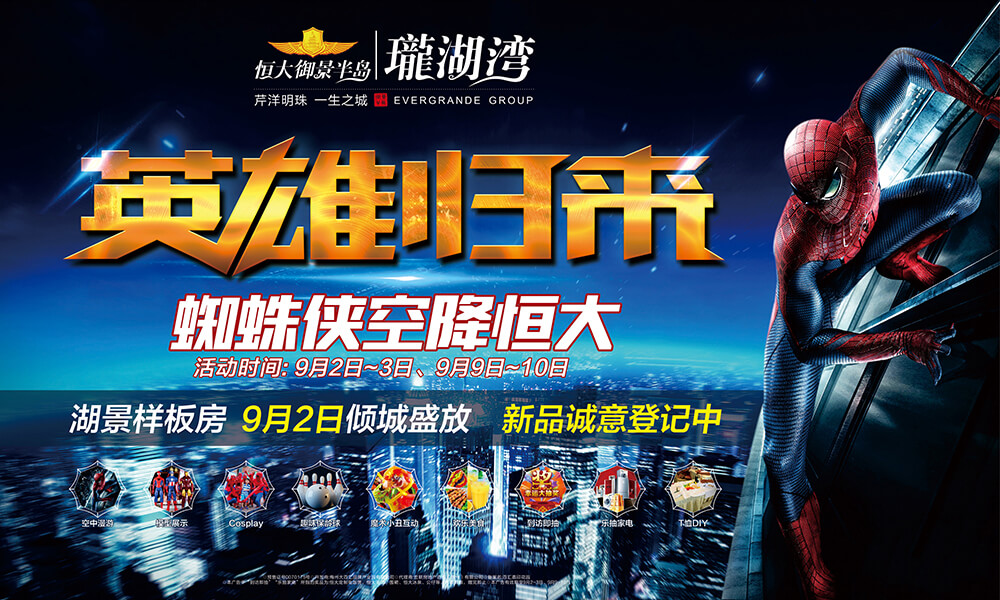 恒大御景半岛 瓏湖湾
芹洋明珠 一生之城 EVERGRANDE GROUP
英雄归来
蜘蛛侠空降恒大
活动时间: 9月2日~3日、9月9日~10日
湖景样板房 9月2日倾城盛放 新品诚意登记中
幸运大抽奖
空中漫游 模型展示 Cosplay 趣味保龄球 魔术小丑互动 欢乐美食 到访即抽 乐抽家电 T恤DIY